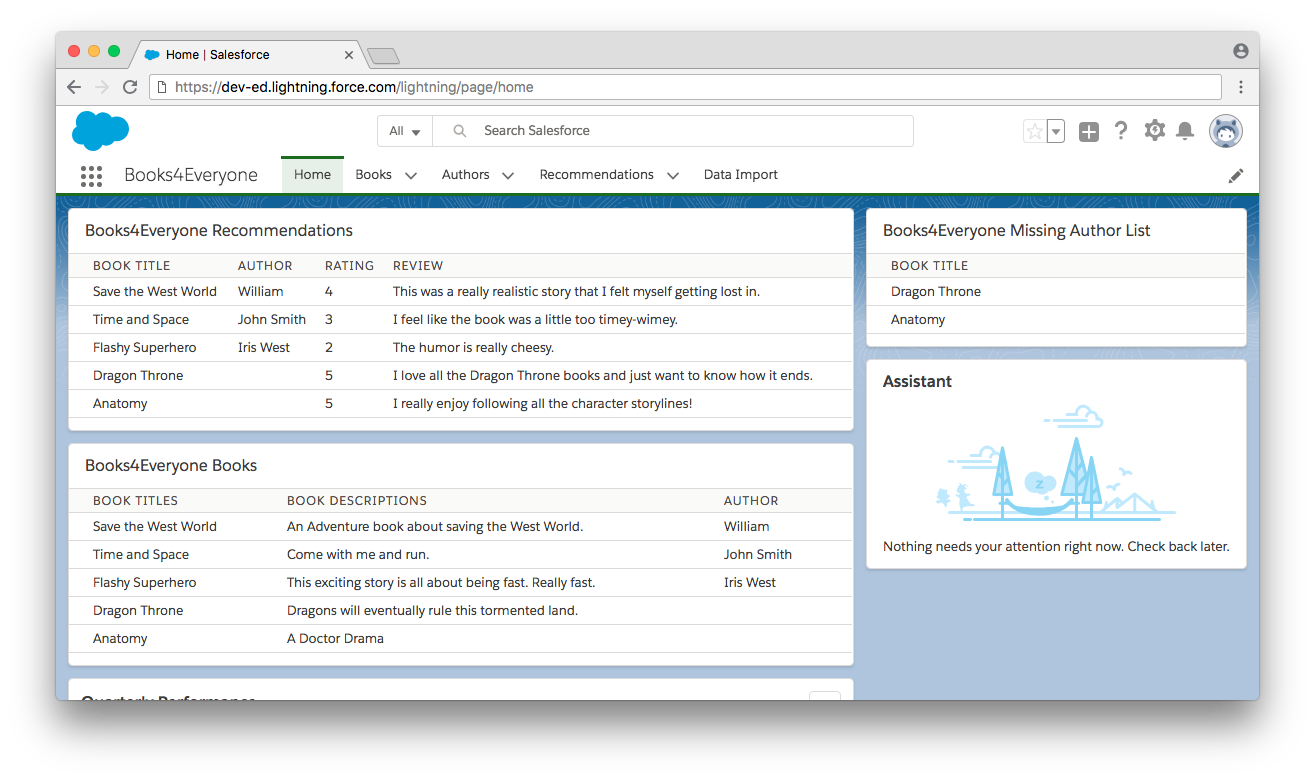 Home | Salesforce
https://dev-ed.lightning.force.com/lightning/page/home
All Search Salesforce
Books4Everyone Home Books Authors Recommendations Data Import
Books4Everyone Recommendations
BOOK TITLE AUTHOR RATING REVIEW
Save the West World William 4 This was a really realistic story that I felt myself getting lost in.
Time and Space John Smith 3 I feel like the book was a little too timey-wimey.
Flashy Superhero Iris West 2 The humor is really cheesy.
Dragon Throne 5 I love all the Dragon Throne books and just want to know how it ends.
Anatomy 5 I really enjoy following all the character storylines!
Books4Everyone Books
BOOK TITLES BOOK DESCRIPTIONS AUTHOR
Save the West World An Adventure book about saving the West World. William
Time and Space Come with me and run. John Smith
Flashy Superhero This exciting story is all about being fast. Really fast. Iris West
Dragon Throne Dragons will eventually rule this tormented land.
Anatomy A Doctor Drama
Quarterly Performance
Books4Everyone Missing Author List
BOOK TITLE
Dragon Throne
Anatomy
Assistant
z
Nothing needs your attention right now. Check back later.